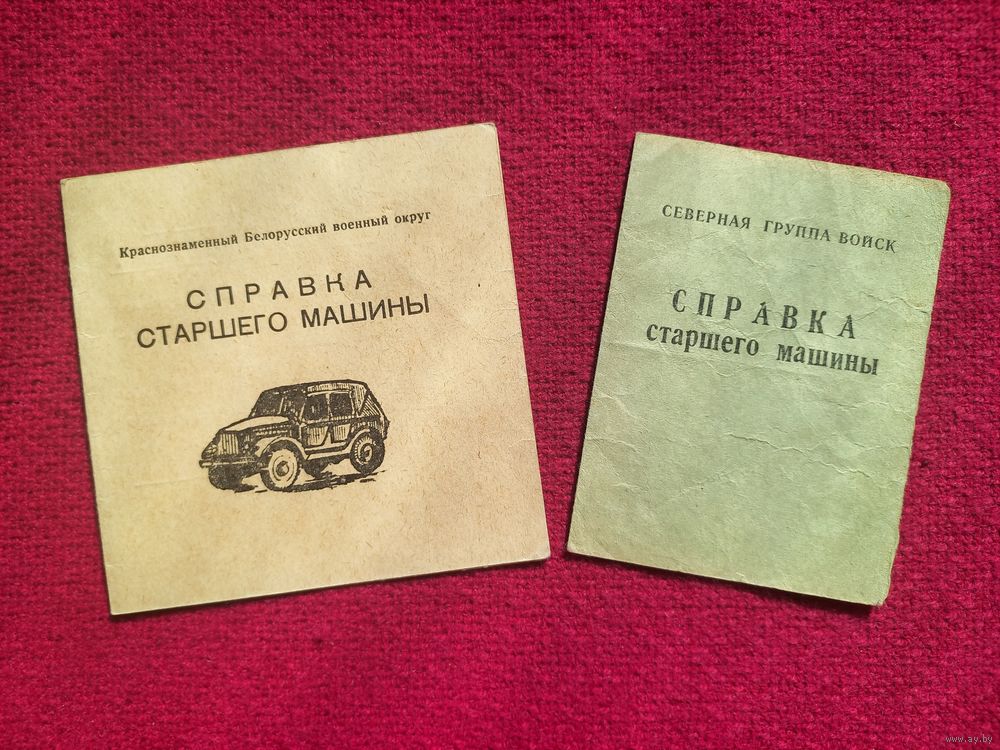 Краснознаменный Белорусский военный округ
СПРАВКА
СТАРШЕГО МАШИНЫ
СЕВЕРНАЯ ГРУППА ВОЙСК
СПРАВКА
старшего машины
www.ay.by